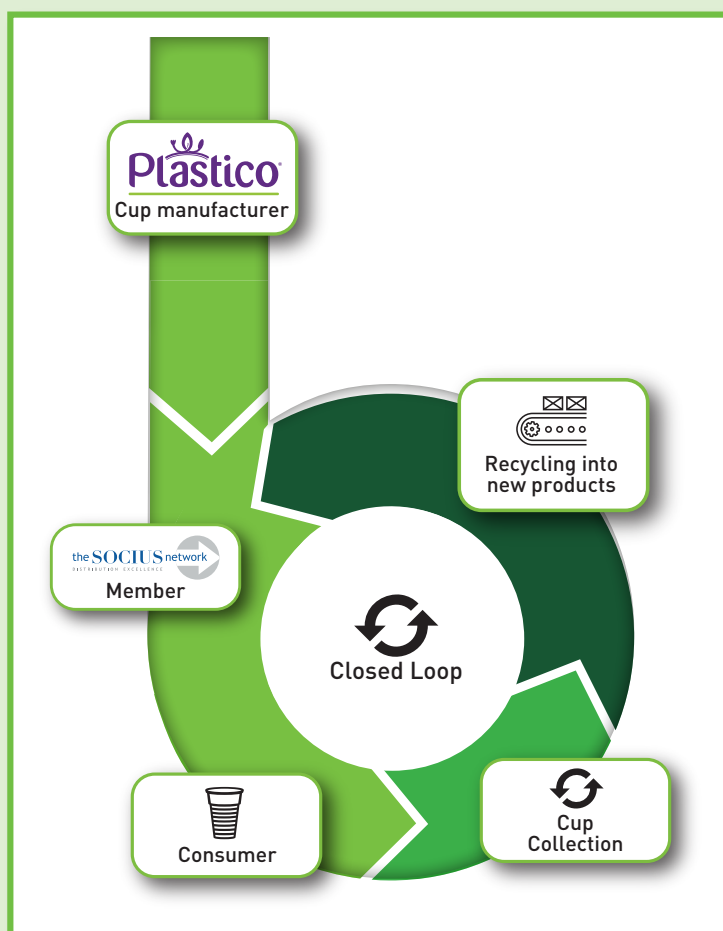 Plastico
Cup manufacturer
Recycling into
new products
the SOCIUS network
DISTRIBUTION EXCELLENCE
Member
Closed Loop
Consumer
Cup
Collection